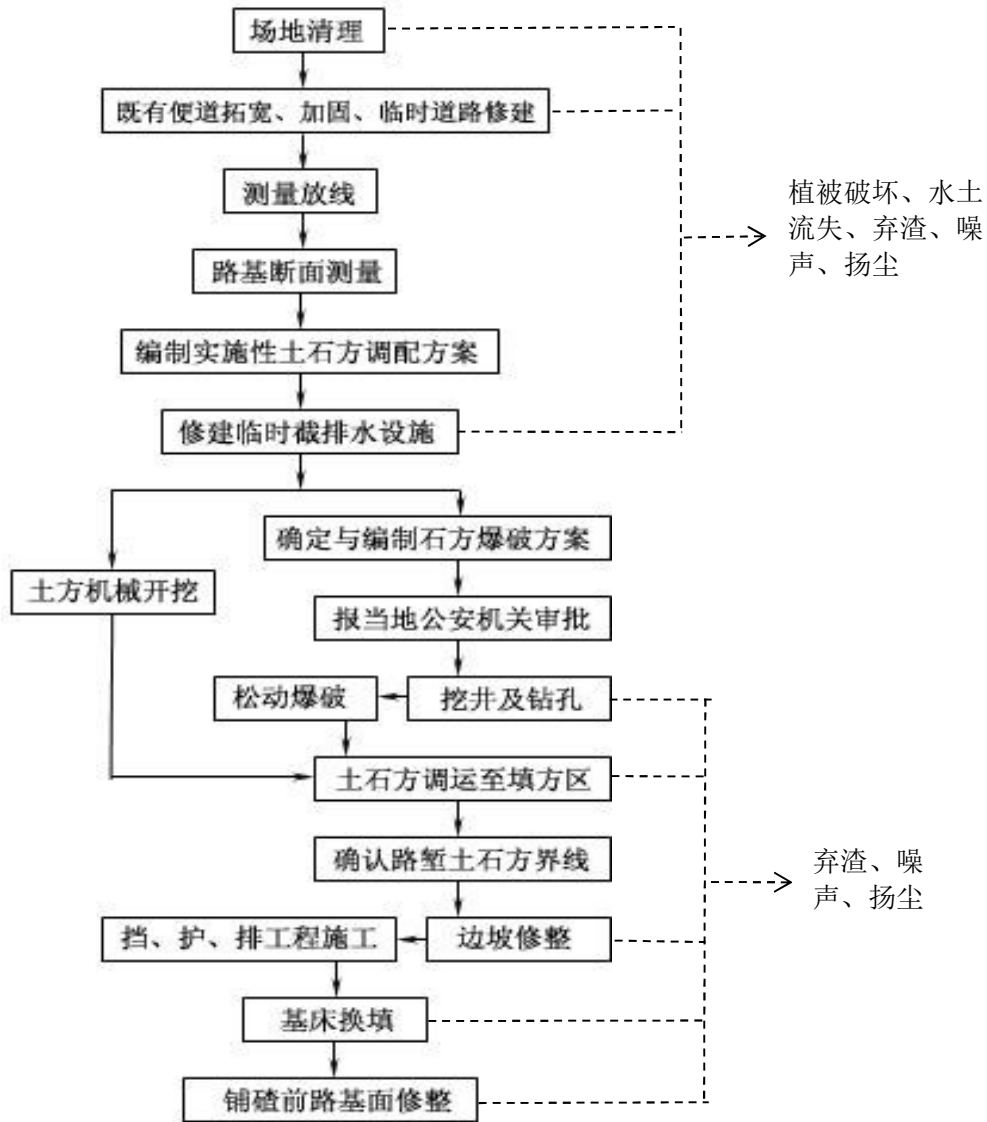 场地清理
既有便道拓宽、加固、临时道路修建
测量放线
植被破坏、水土
流失、弃渣、噪
声、扬尘
路基断面测量
编制实施性土石方调配方案
修建临时截排水设施
确定与编制石方爆破方案
土方机械开挖
报当地公安机关审批
松动爆破
挖井及钻孔
土石方调运至填方区
确认路堑土石方界线
弃渣、噪
声、扬尘
挡、护、排工程施工
边坡修整
基床换填
铺碴前路基面修整